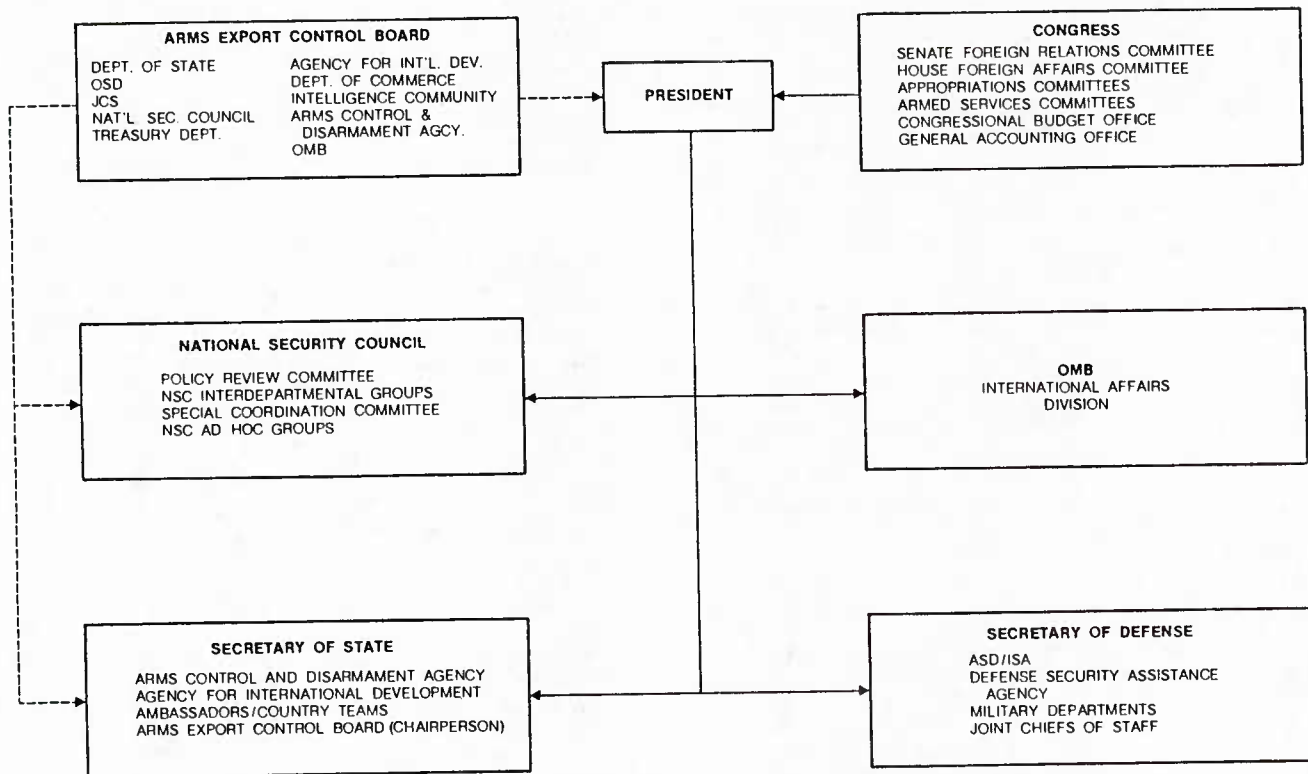 ARMS EXPORT CONTROL BOARD
DEPT. OF STATE
OSD
JCS
NAT'L SEC. COUNCIL
TREASURY DEPT.
AGENCY FOR INT'L. DEV.
DEPT. OF COMMERCE
INTELLIGENCE COMMUNITY
ARMS CONTROL &
DISARMAMENT AGCY.
OMB
PRESIDENT
CONGRESS
SENATE FOREIGN RELATIONS COMMITTEE
HOUSE FOREIGN AFFAIRS COMMITTEE
APPROPRIATIONS COMMITTEES
ARMED SERVICES COMMITTEES
CONGRESSIONAL BUDGET OFFICE
GENERAL ACCOUNTING OFFICE
NATIONAL SECURITY COUNCIL
POLICY REVIEW COMMITTEE
NSC INTERDEPARTMENTAL GROUPS
SPECIAL COORDINATION COMMITTEE
NSC AD HOC GROUPS
OMB
INTERNATIONAL AFFAIRS
DIVISION
SECRETARY OF STATE
ARMS CONTROL AND DISARMAMENT AGENCY
AGENCY FOR INTERNATIONAL DEVELOPMENT
AMBASSADORS/COUNTRY TEAMS
ARMS EXPORT CONTROL BOARD (CHAIRPERSON)
SECRETARY OF DEFENSE
ASD/ISA
DEFENSE SECURITY ASSISTANCE
AGENCY
MILITARY DEPARTMENTS
JOINT CHIEFS OF STAFF